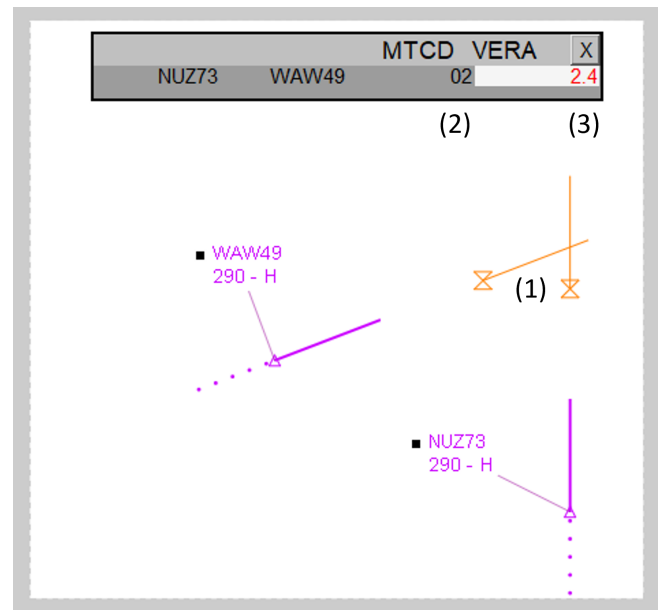 MTCD VERA X
NUZ73 WAW49 02 2.4
(2) (3)
WAW49
290 - H
(1)
NUZ73
290 - H